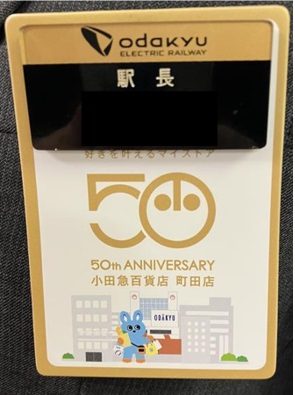 odakyu
ELECTRIC RAILWAY
駅長
好きを叶えるマイストア
50
50th ANNIVERSARY
小田急百貨店 町田店
ODAKYU